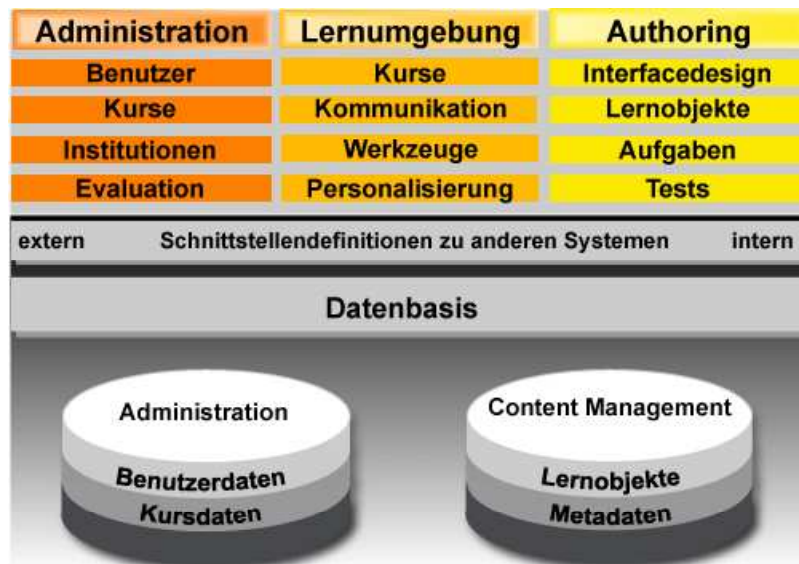 Administration Lernumgebung Authoring
Benutzer Kurse Interfacedesign
Kurse Kommunikation Lernobjekte
Institutionen Werkzeuge Aufgaben
Evaluation Personalisierung Tests
extern Schnittstellendefinitionen zu anderen Systemen intern
Datenbasis
Administration
Benutzerdaten
Kursdaten
Content Management
Lernobjekte
Metadaten